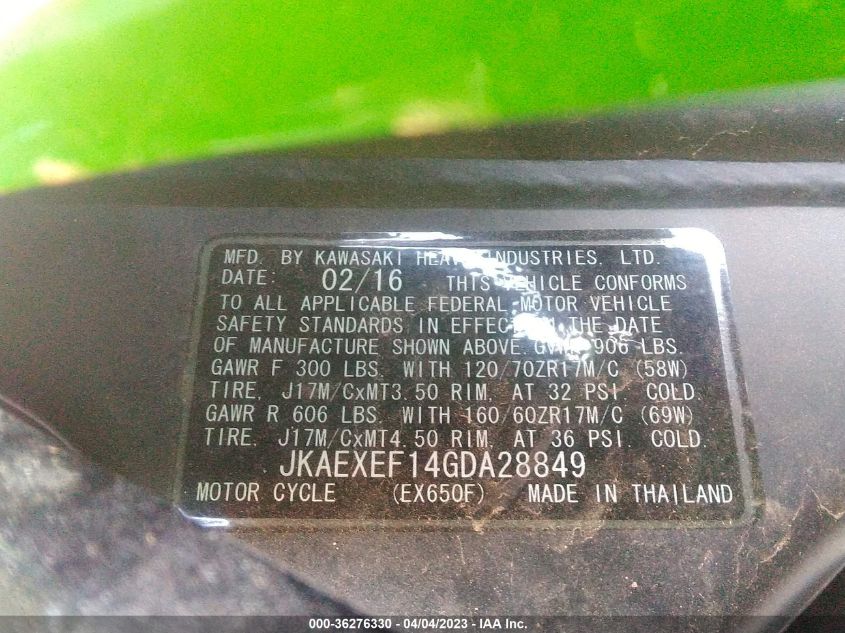 MFD. BY KAWASAKI HEAVY INDUSTRIES, LTD.
DATE: 02/16 THIS VEHICLE CONFORMS
TO ALL APPLICABLE FEDERAL MOTOR VEHICLE
SAFETY STANDARDS IN EFFECT ON THE DATE
OF MANUFACTURE SHOWN ABOVE. GVWR 906 LBS.
GAWR F 300 LBS. WITH 120/70ZR17M/C (58W)
TIRE, J17M/CxMT3.50 RIM, AT 32 PSI COLD.
GAWR R 606 LBS. WITH 160/60ZR17M/C (69W)
TIRE, J17M/CxMT4.50 RIM, AT 36 PSI COLD.
JKAEXEF14GDA28849
MOTOR CYCLE (EX650F) MADE IN THAILAND
000-36276330 - 04/04/2023 - IAA Inc.